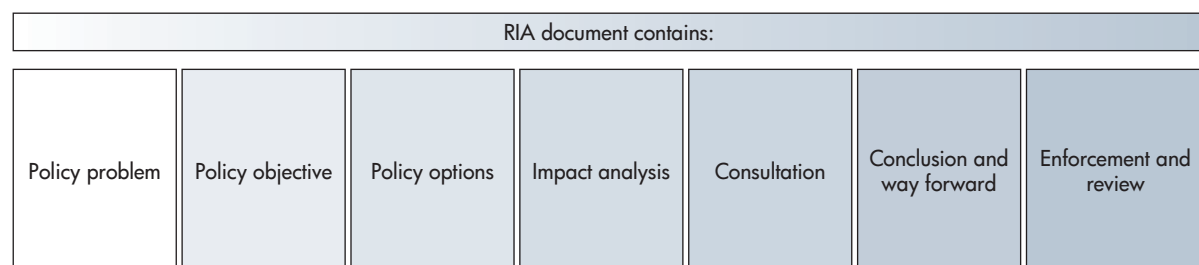 RIA document contains:
Policy problem
Policy objective
Policy options
Impact analysis
Consultation
Conclusion and
way forward
Enforcement and
review